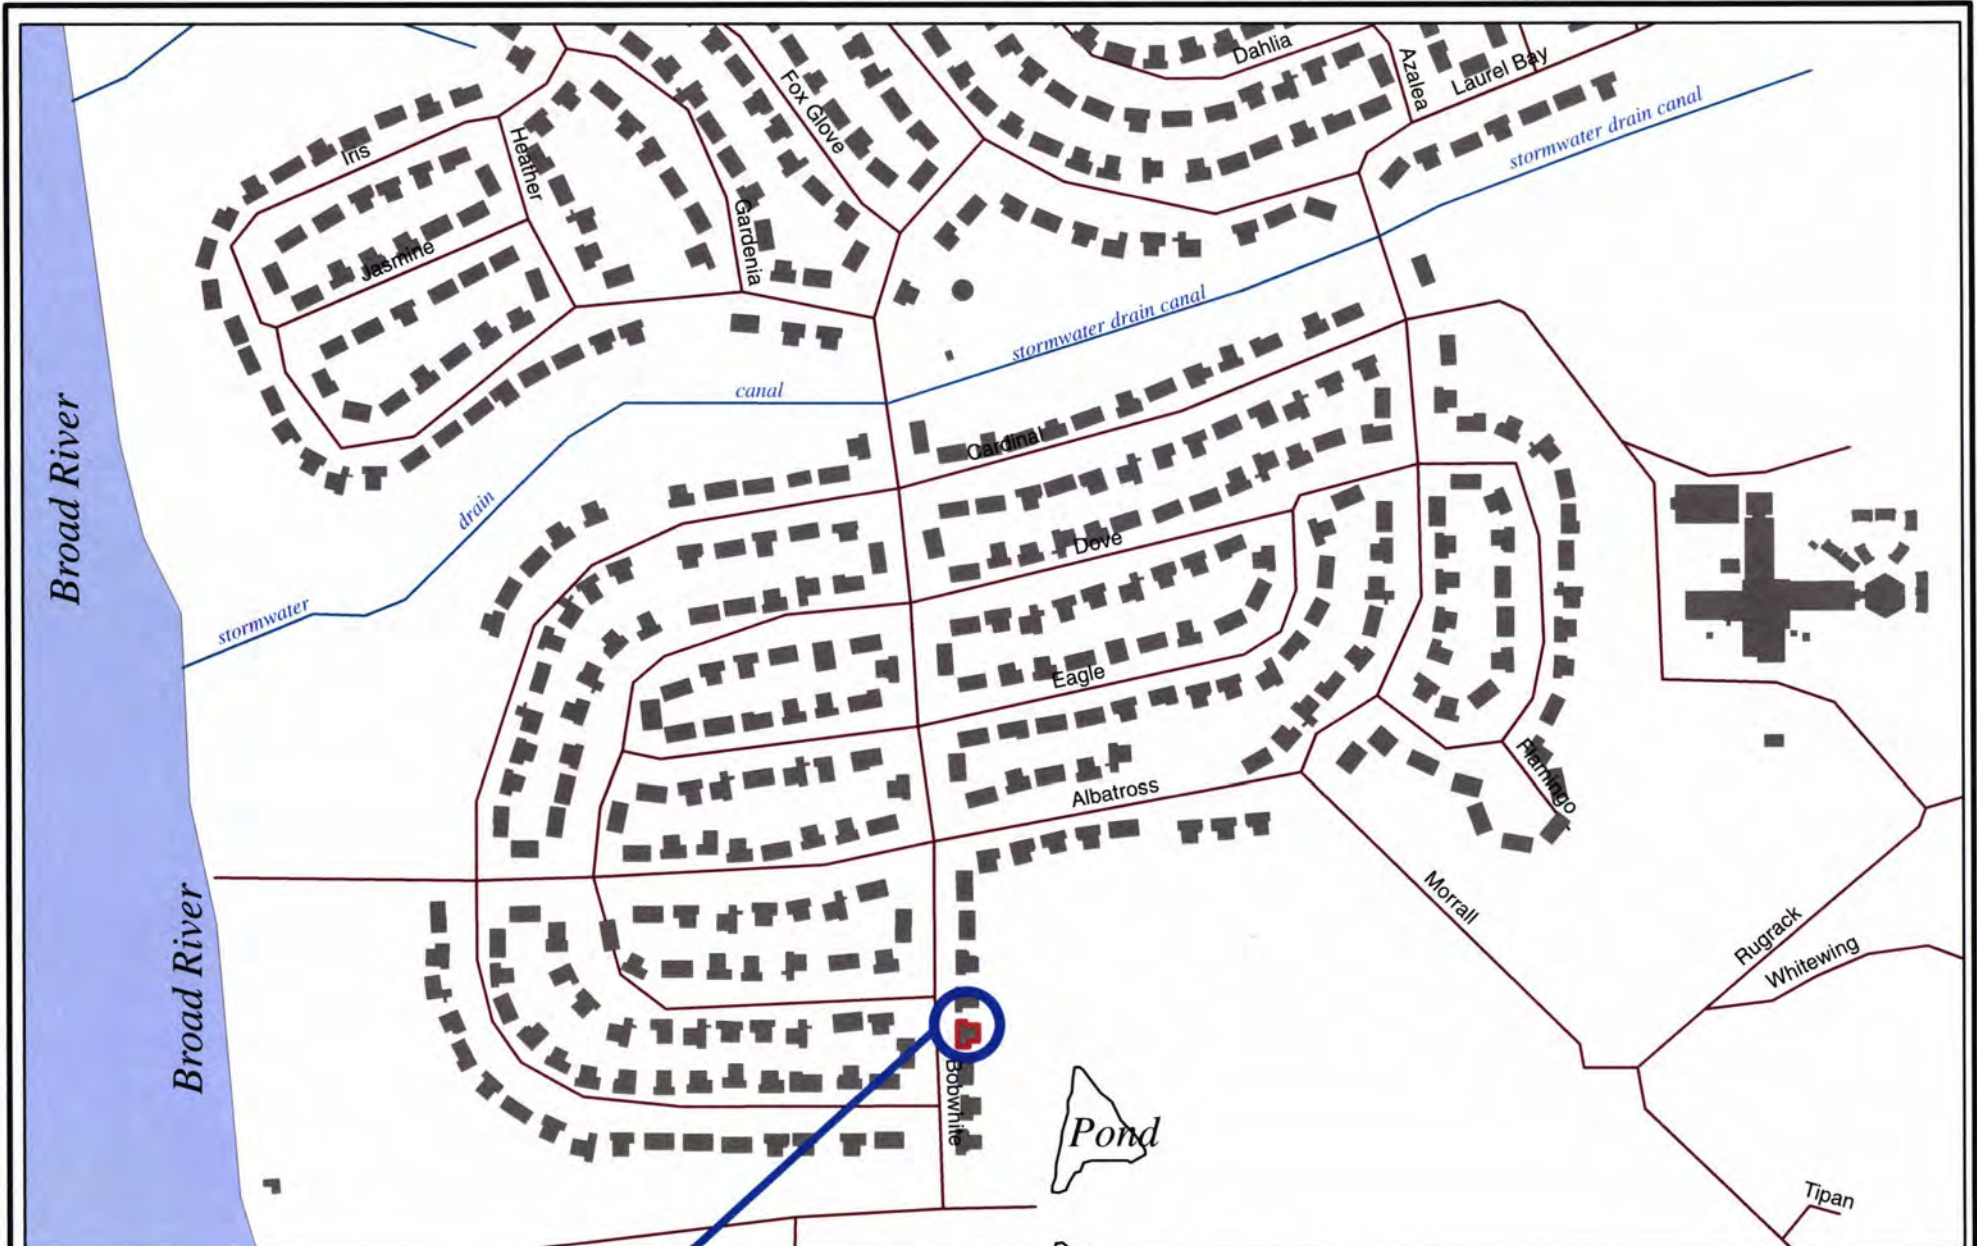 Dahlia
Azalea
Laurel Bay
Fox Glove
stormwater drain canal
Iris
Heather
Gardenia
Jasmine
stormwater drain canal
canal
Cardinal
Broad River
drain
Dove
stormwater
Eagle
Flamingo
Albatross
Morrall
Broad River
Rugrack
Whitewing
Bobwhite
Pond
Tipan